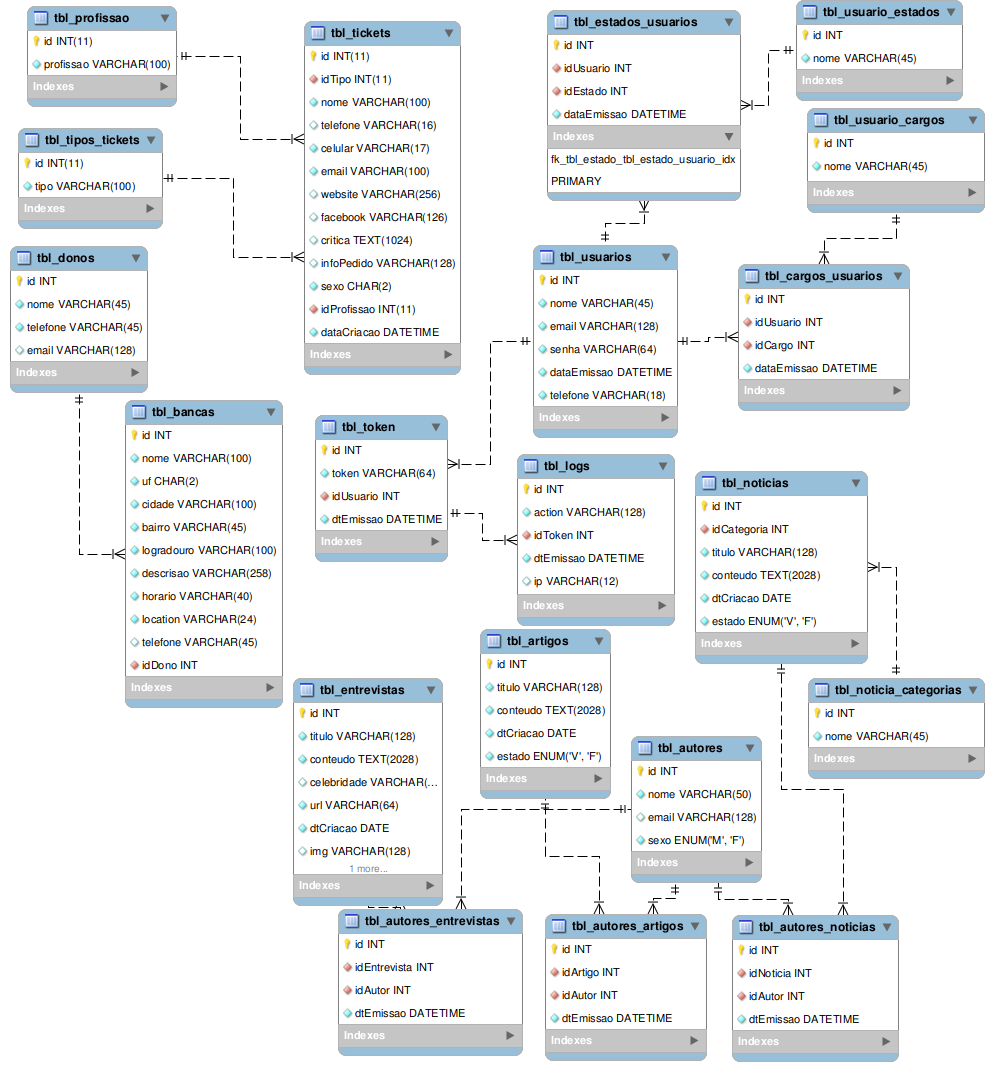 tbl_profissao
id INT(11)
profissao VARCHAR(100)
Indexes
tbl_tipos_tickets
id INT(11)
tipo VARCHAR(100)
Indexes
tbl_donos
id INT
nome VARCHAR(45)
telefone VARCHAR(45)
email VARCHAR(128)
Indexes
tbl_tickets
id INT(11)
idTipo INT(11)
nome VARCHAR(100)
telefone VARCHAR(16)
celular VARCHAR(17)
email VARCHAR(100)
website VARCHAR(256)
facebook VARCHAR(126)
critica TEXT(1024)
infoPedido VARCHAR(128)
sexo CHAR(2)
idProfissao INT(11)
dataCriacao DATETIME
Indexes
tbl_estados_usuarios
id INT
idUsuario INT
idEstado INT
dataEmissao DATETIME
Indexes
fk_tbl_estado_tbl_estado_usuario_idx
PRIMARY
tbl_usuario_estados
id INT
nome VARCHAR(45)
Indexes
tbl_usuario_cargos
id INT
nome VARCHAR(45)
Indexes
tbl_usuarios
id INT
nome VARCHAR(45)
email VARCHAR(128)
senha VARCHAR(64)
dataEmissao DATETIME
telefone VARCHAR(18)
Indexes
tbl_cargos_usuarios
id INT
idUsuario INT
idCargo INT
dataEmissao DATETIME
Indexes
tbl_bancas
id INT
nome VARCHAR(100)
uf CHAR(2)
cidade VARCHAR(100)
bairro VARCHAR(45)
logradouro VARCHAR(100)
descrisao VARCHAR(258)
horario VARCHAR(40)
location VARCHAR(24)
telefone VARCHAR(45)
idDono INT
Indexes
tbl_token
id INT
token VARCHAR(64)
idUsuario INT
dtEmissao DATETIME
Indexes
tbl_logs
id INT
action VARCHAR(128)
idToken INT
dtEmissao DATETIME
ip VARCHAR(12)
Indexes
tbl_noticias
id INT
idCategoria INT
titulo VARCHAR(128)
conteudo TEXT(2028)
dtCriacao DATE
estado ENUM('V', 'F')
Indexes
tbl_artigos
id INT
titulo VARCHAR(128)
conteudo TEXT(2028)
dtCriacao DATE
estado ENUM('V', 'F')
Indexes
tbl_entrevistas
id INT
titulo VARCHAR(128)
conteudo TEXT(2028)
celebridade VARCHAR(...
url VARCHAR(64)
dtCriacao DATE
img VARCHAR(128)
1 more...
Indexes
tbl_noticia_categorias
id INT
nome VARCHAR(45)
Indexes
tbl_autores
id INT
nome VARCHAR(50)
email VARCHAR(128)
sexo ENUM('M', 'F')
Indexes
tbl_autores_entrevistas
id INT
idEntrevista INT
idAutor INT
dtEmissao DATETIME
Indexes
tbl_autores_artigos
id INT
idArtigo INT
idAutor INT
dtEmissao DATETIME
Indexes
tbl_autores_noticias
id INT
idNoticia INT
idAutor INT
dtEmissao DATETIME
Indexes